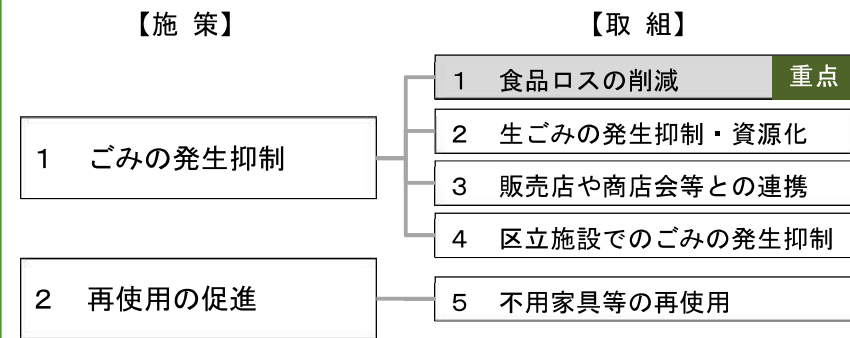 【施 策】
【取 組】
1 食品ロスの削減 重点
2 生ごみの発生抑制・資源化
1 ごみの発生抑制
3 販売店や商店会等との連携
4 区立施設でのごみの発生抑制
2 再使用の促進
5 不用家具等の再使用